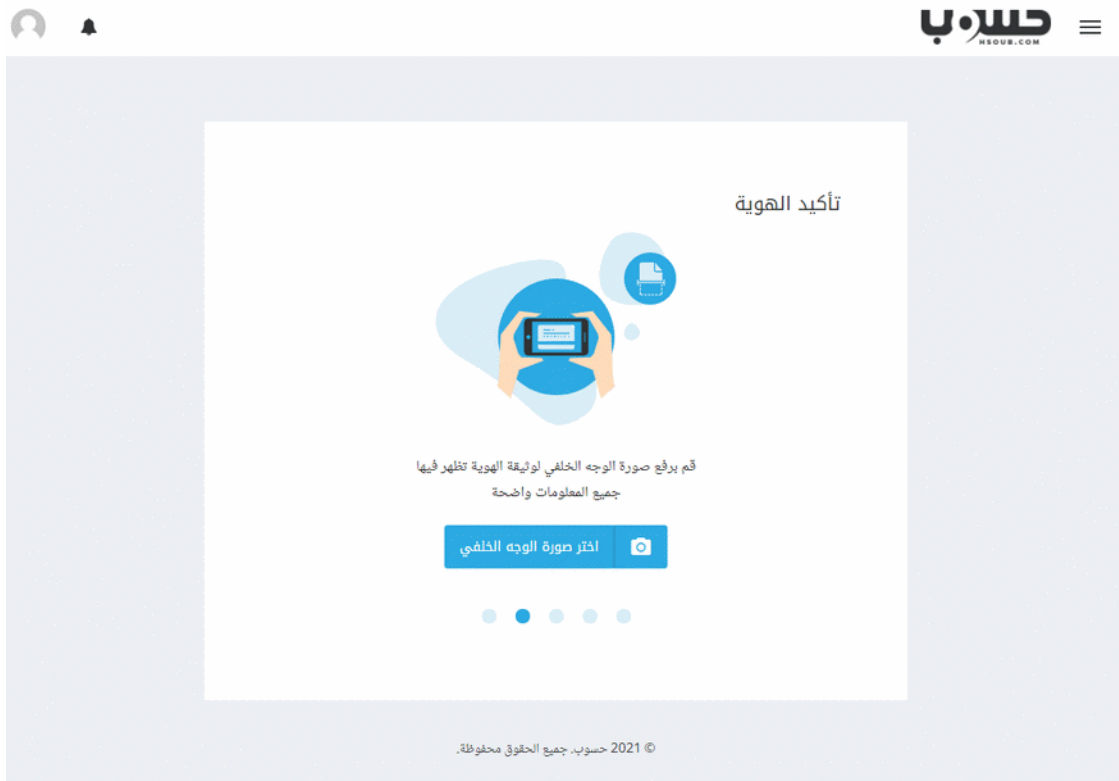 حسوب
HSOUB.COM
تأكيد الهوية
قم برفع صورة الوجه الخلفي لوثيقة الهوية تظهر فيها
جميع المعلومات واضحة
اختر صورة الوجه الخلفي
© 2021 حسوب. جميع الحقوق محفوظة.